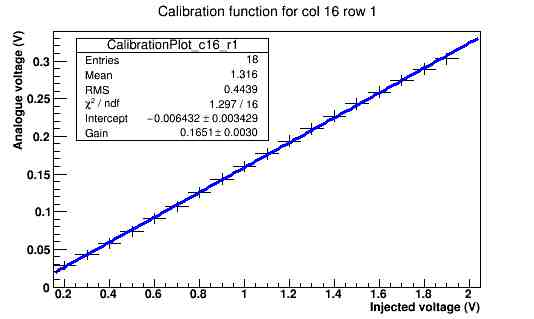 Calibration function for col 16 row 1
Analogue voltage (V)
CalibrationPlot_c16_r1
Entries 18
Mean 1.316
RMS 0.4439
χ² / ndf 1.297 / 16
Intercept −0.006432 ± 0.003429
Gain 0.1651 ± 0.0030
0.3
0.25
0.2
0.15
0.1
0.05
0
0.2 0.4 0.6 0.8 1 1.2 1.4 1.6 1.8 2
Injected voltage (V)